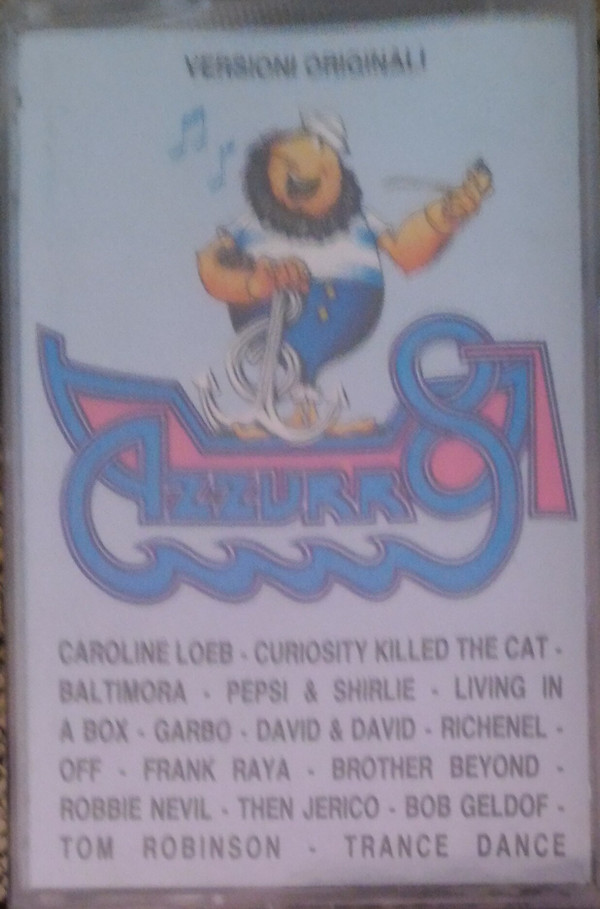 VERSIONI ORIGINALI
AZZURRO 87
CAROLINE LOEB - CURIOSITY KILLED THE CAT -
BALTIMORA - PEPSI & SHIRLIE - LIVING IN
A BOX - GARBO - DAVID & DAVID - RICHENEL -
OFF - FRANK RAYA - BROTHER BEYOND -
ROBBIE NEVIL - THEN JERICO - BOB GELDOF -
TOM ROBINSON - TRANCE DANCE